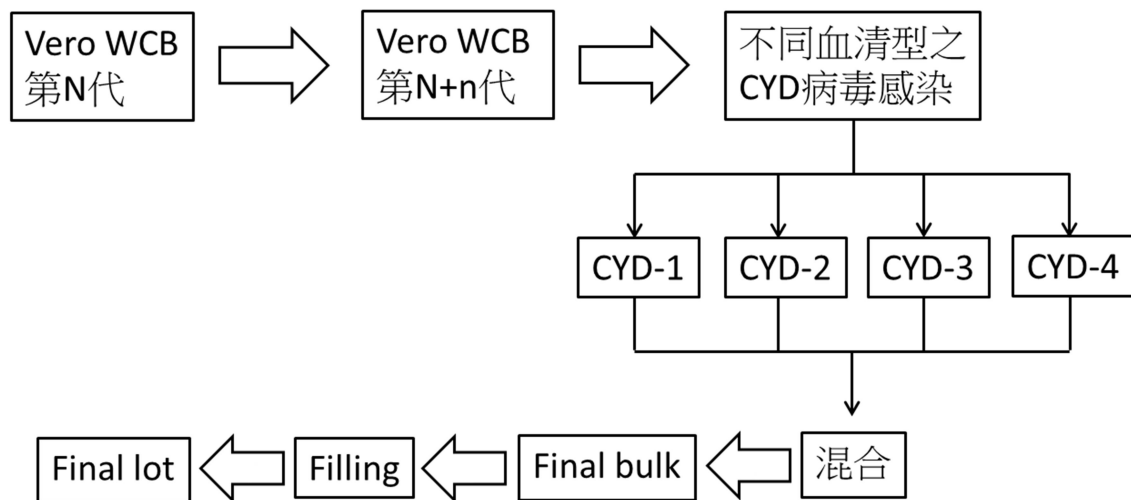 Vero WCB
第N代
Vero WCB
第N+n代
不同血清型之
CYD病毒感染
CYD-1
CYD-2
CYD-3
CYD-4
混合
Final bulk
Filling
Final lot